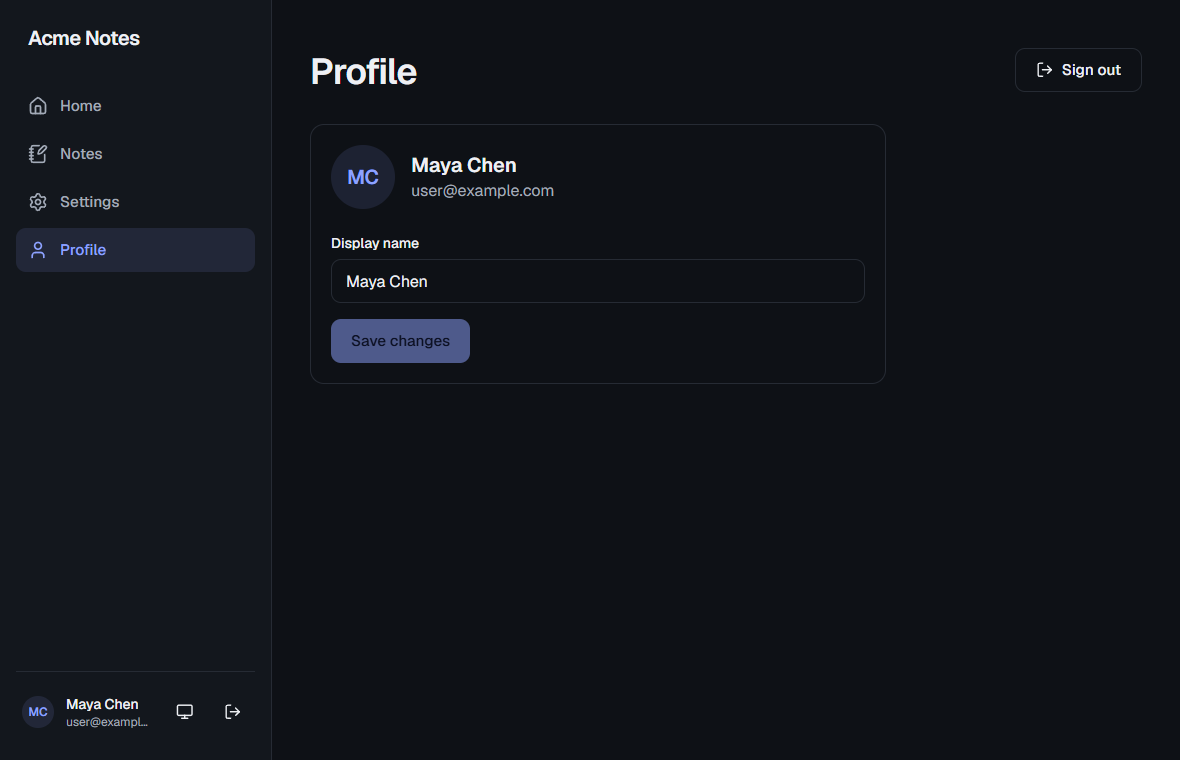 Acme Notes
Home
Notes
Settings
Profile
MC
Maya Chen
user@exampl...
Profile
Sign out
MC
Maya Chen
user@example.com
Display name
Maya Chen
Save changes